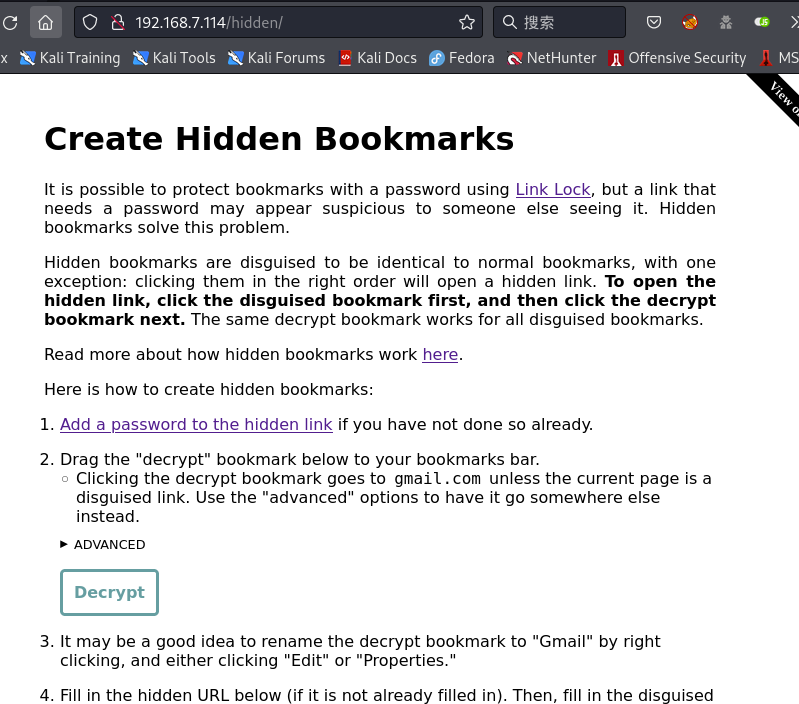 192.168.7.114/hidden/
搜索
x Kali Training Kali Tools Kali Forums Kali Docs Fedora NetHunter Offensive Security MS
View o
Create Hidden Bookmarks
It is possible to protect bookmarks with a password using Link Lock, but a link that
needs a password may appear suspicious to someone else seeing it. Hidden
bookmarks solve this problem.
Hidden bookmarks are disguised to be identical to normal bookmarks, with one
exception: clicking them in the right order will open a hidden link. To open the
hidden link, click the disguised bookmark first, and then click the decrypt
bookmark next. The same decrypt bookmark works for all disguised bookmarks.
Read more about how hidden bookmarks work here.
Here is how to create hidden bookmarks:
1. Add a password to the hidden link if you have not done so already.
2. Drag the "decrypt" bookmark below to your bookmarks bar.
○ Clicking the decrypt bookmark goes to gmail.com unless the current page is a
disguised link. Use the "advanced" options to have it go somewhere else
instead.
▶ ADVANCED
Decrypt
3. It may be a good idea to rename the decrypt bookmark to "Gmail" by right
clicking, and either clicking "Edit" or "Properties."
4. Fill in the hidden URL below (if it is not already filled in). Then, fill in the disguised